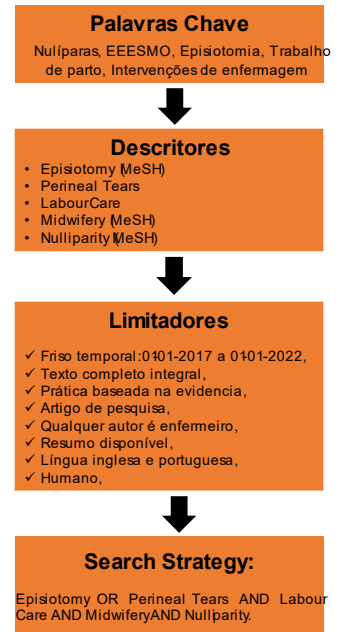 Palavras Chave
Nulíparas, EEESMO, Episiotomia, Trabalho
de parto, Intervenções de enfermagem
Descritores
• Episiotomy (MeSH)
• Perineal Tears
• LabourCare
• Midwifery (MeSH)
• Nulliparity (MeSH)
Limitadores
✓ Friso temporal:01-01-2017 a 01-01-2022,
✓ Texto completo integral,
✓ Prática baseada na evidencia,
✓ Artigo de pesquisa,
✓ Qualquer autor é enfermeiro,
✓ Resumo disponível,
✓ Língua inglesa e portuguesa,
✓ Humano,
Search Strategy:
Episiotomy OR Perineal Tears AND Labour
Care AND MidwiferyAND Nulliparity.